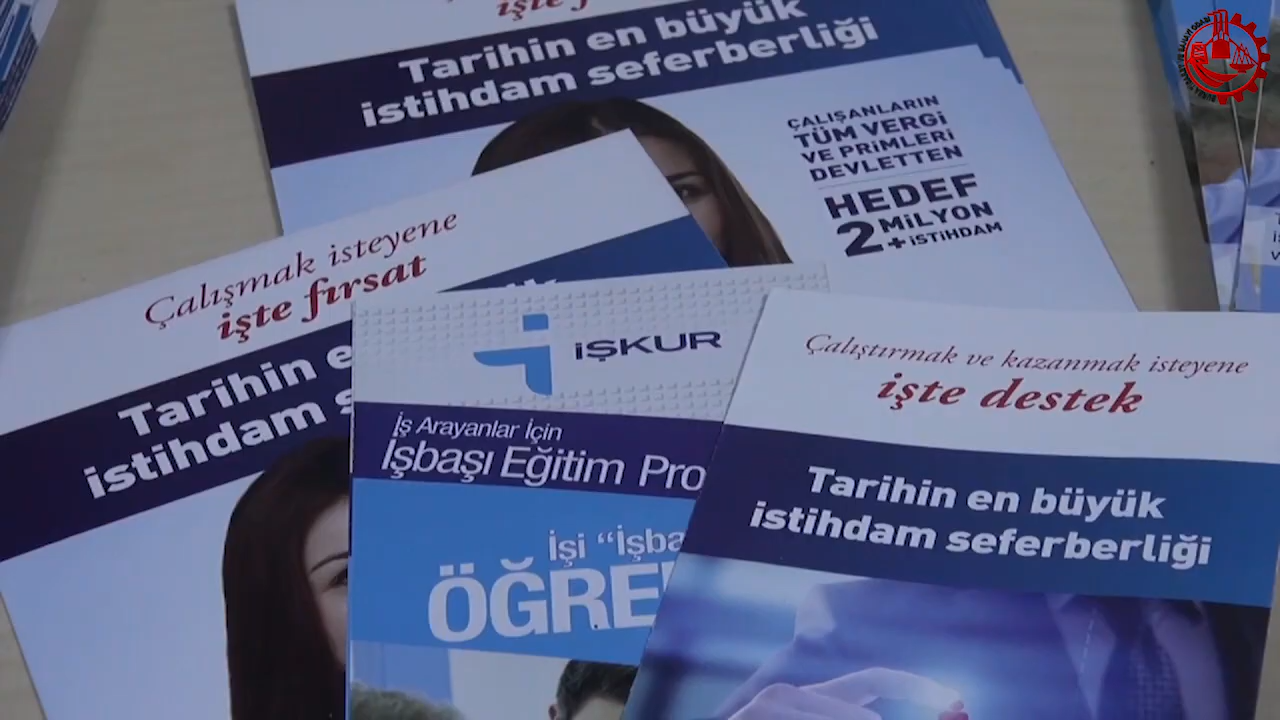 işte
Tarihin en büyük
istihdam seferberliği
ÇALIŞANLARIN
TÜM VERGİ
VE PRİMLERİ
DEVLETTEN
HEDEF
2 MİLYON
+ İSTİHDAM
Çalışmak isteyene
işte fırsat
Tarihin
istihdam
İŞKUR
İş Arayanlar İçin
İşbaşı Eğitim Pro
İşi “İşba
ÖĞRE
Çalıştırmak ve kazanmak isteyene
işte destek
Tarihin en büyük
istihdam seferberliği